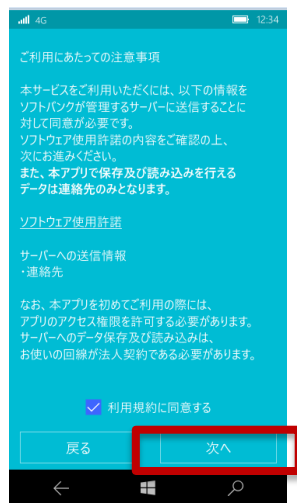 4G 12:34
ご利用にあたっての注意事項
本サービスをご利用いただくには、以下の情報を
ソフトバンクが管理するサーバーに送信することに
対して同意が必要です。
ソフトウェア使用許諾の内容をご確認の上、
次にお進みください。
また、本アプリで保存及び読み込みを行える
データは連絡先のみとなります。
ソフトウェア使用許諾
サーバーへの送信情報
・連絡先
なお、本アプリを初めてご利用の際には、
アプリのアクセス権限を許可する必要があります。
サーバーへのデータ保存及び読み込みは、
お使いの回線が法人契約である必要があります。
利用規約に同意する
戻る 次へ